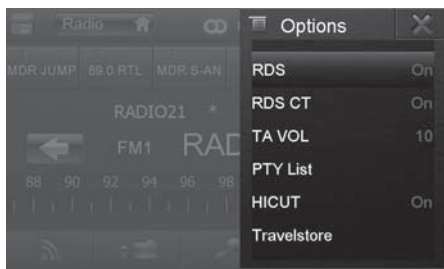 Radio
Options
MDR JUMP 89.0 RTL MDR S-AN
RDS On
RADIO21 *
RDS CT On
FM1 RAD
TA VOL 10
PTY List
88 90 92 94 96 98
HICUT On
Travelstore